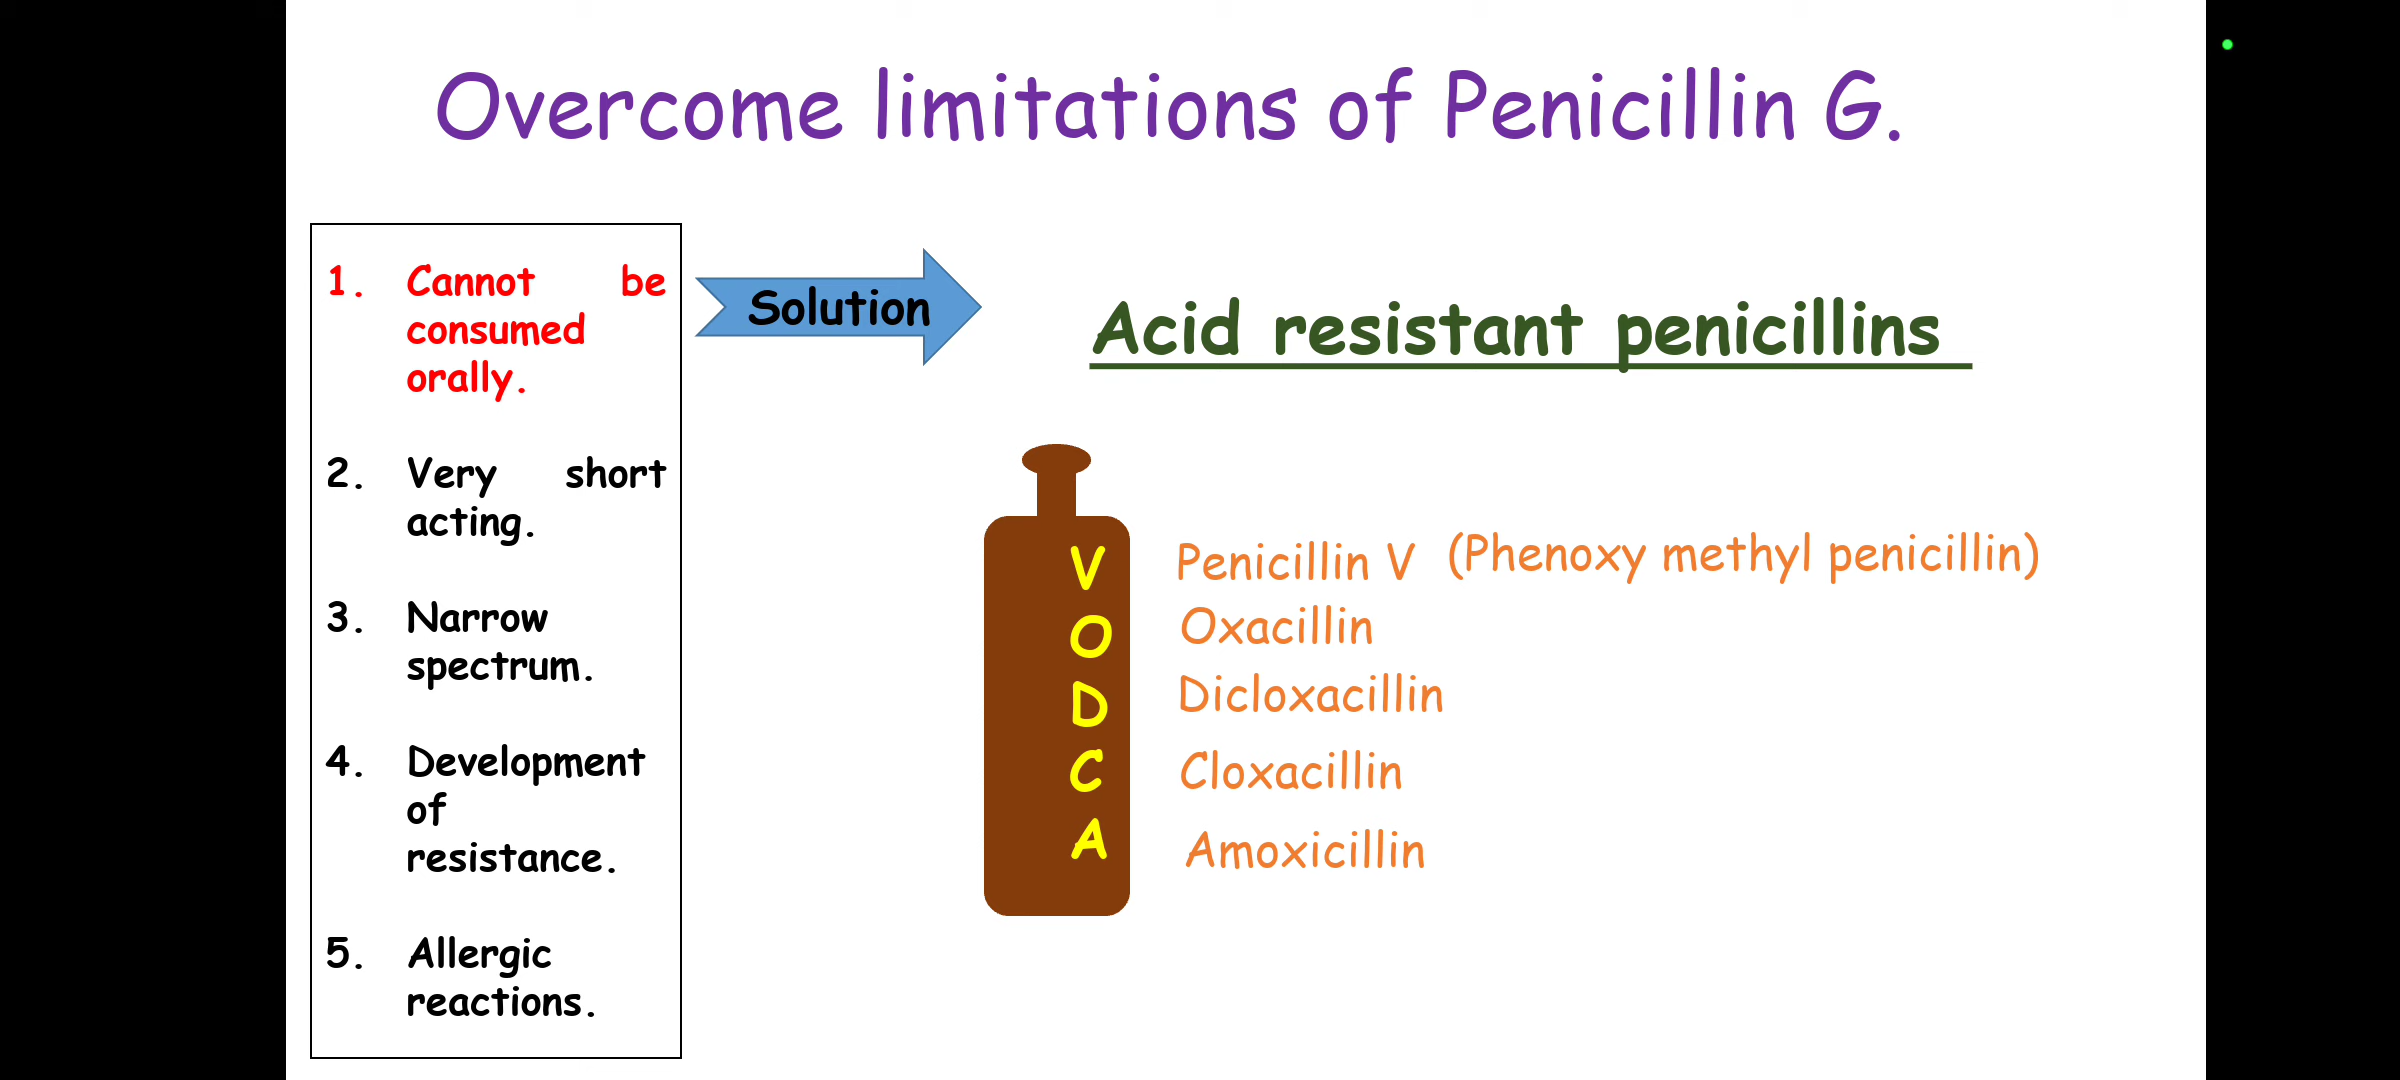 Overcome limitations of Penicillin G.
1. Cannot be
consumed
orally.
2. Very short
acting.
3. Narrow
spectrum.
4. Development
of
resistance.
5. Allergic
reactions.
Solution
Acid resistant penicillins
V Penicillin V (Phenoxy methyl penicillin)
O Oxacillin
D Dicloxacillin
C Cloxacillin
A Amoxicillin